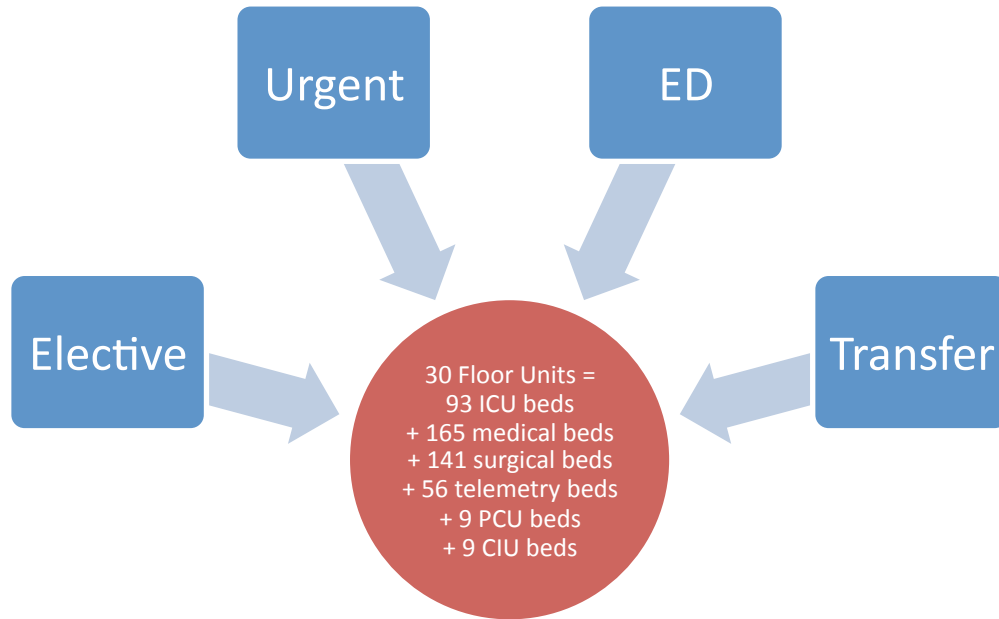 Urgent
ED
Elective
Transfer
30 Floor Units =
93 ICU beds
+ 165 medical beds
+ 141 surgical beds
+ 56 telemetry beds
+ 9 PCU beds
+ 9 CIU beds